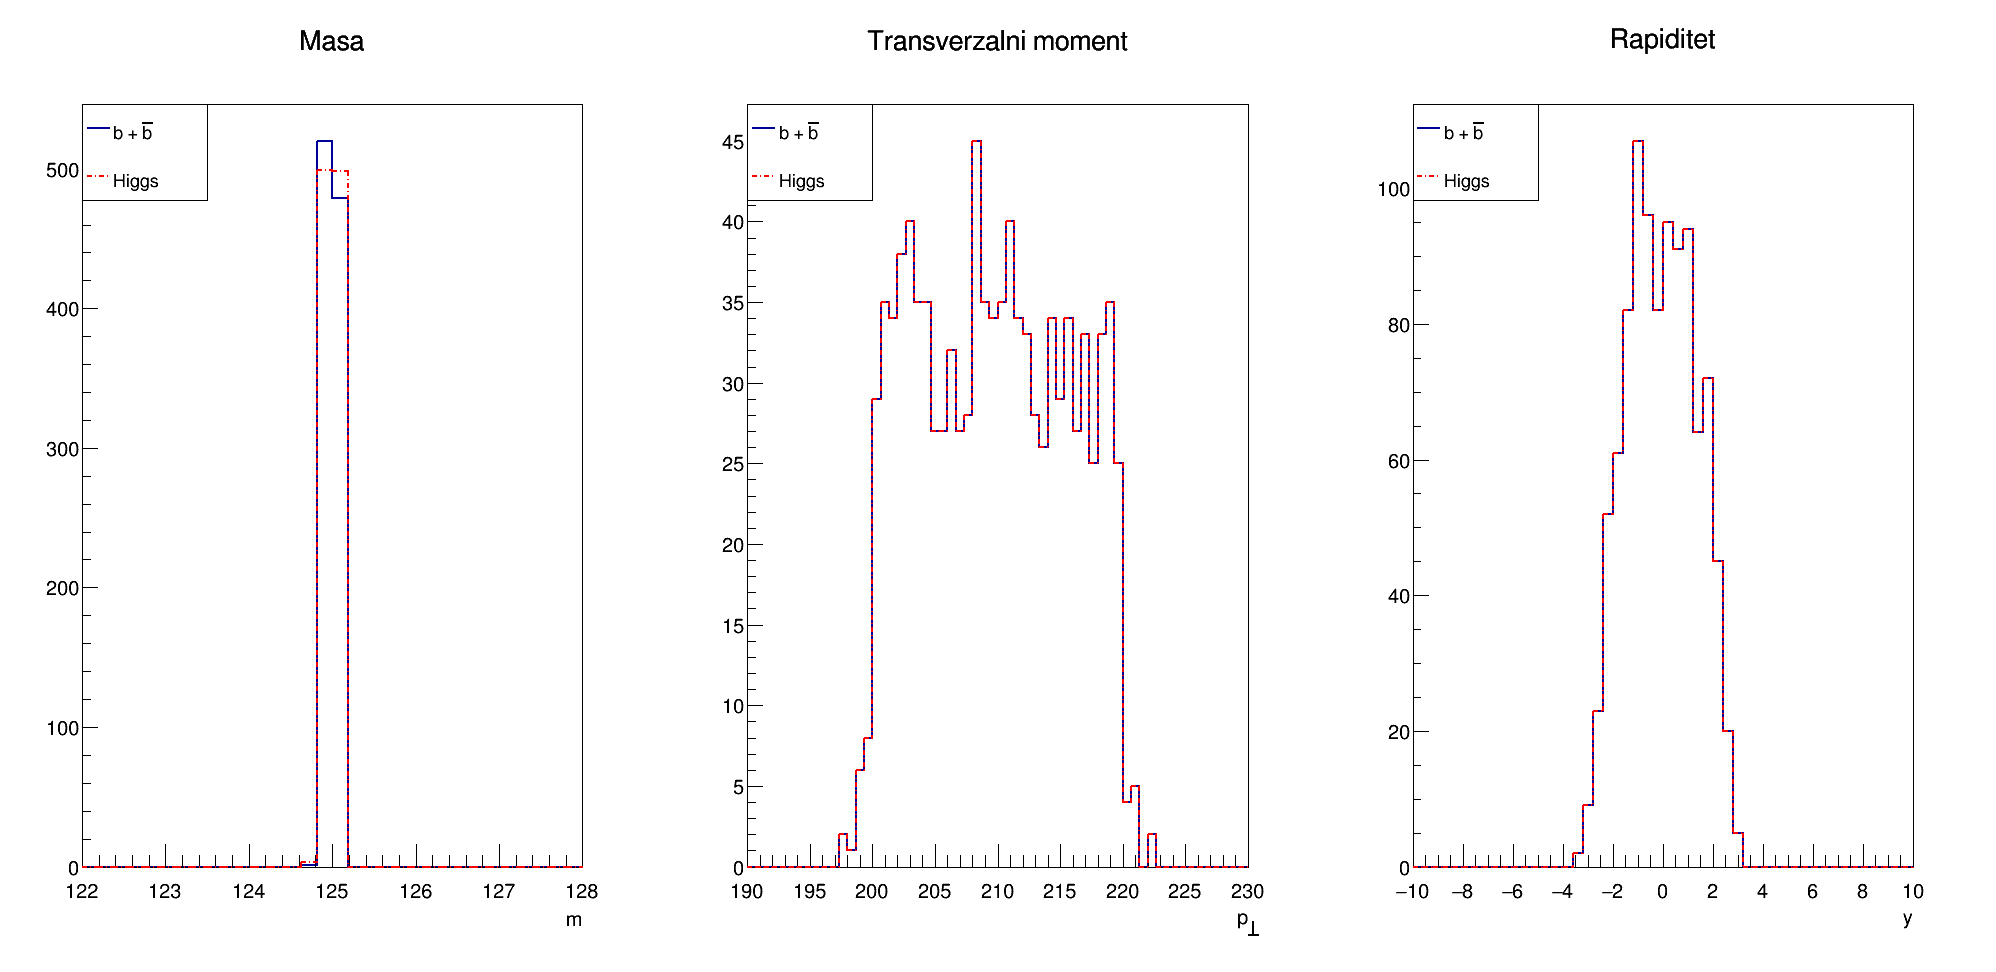 Masa
b + b̅
Higgs
500
400
300
200
100
0
122 123 124 125 126 127 128
m
Transverzalni moment
b + b̅
Higgs
45
40
35
30
25
20
15
10
5
0
190 195 200 205 210 215 220 225 230
p⊥
Rapiditet
b + b̅
Higgs
100
80
60
40
20
0
−10 −8 −6 −4 −2 0 2 4 6 8 10
y